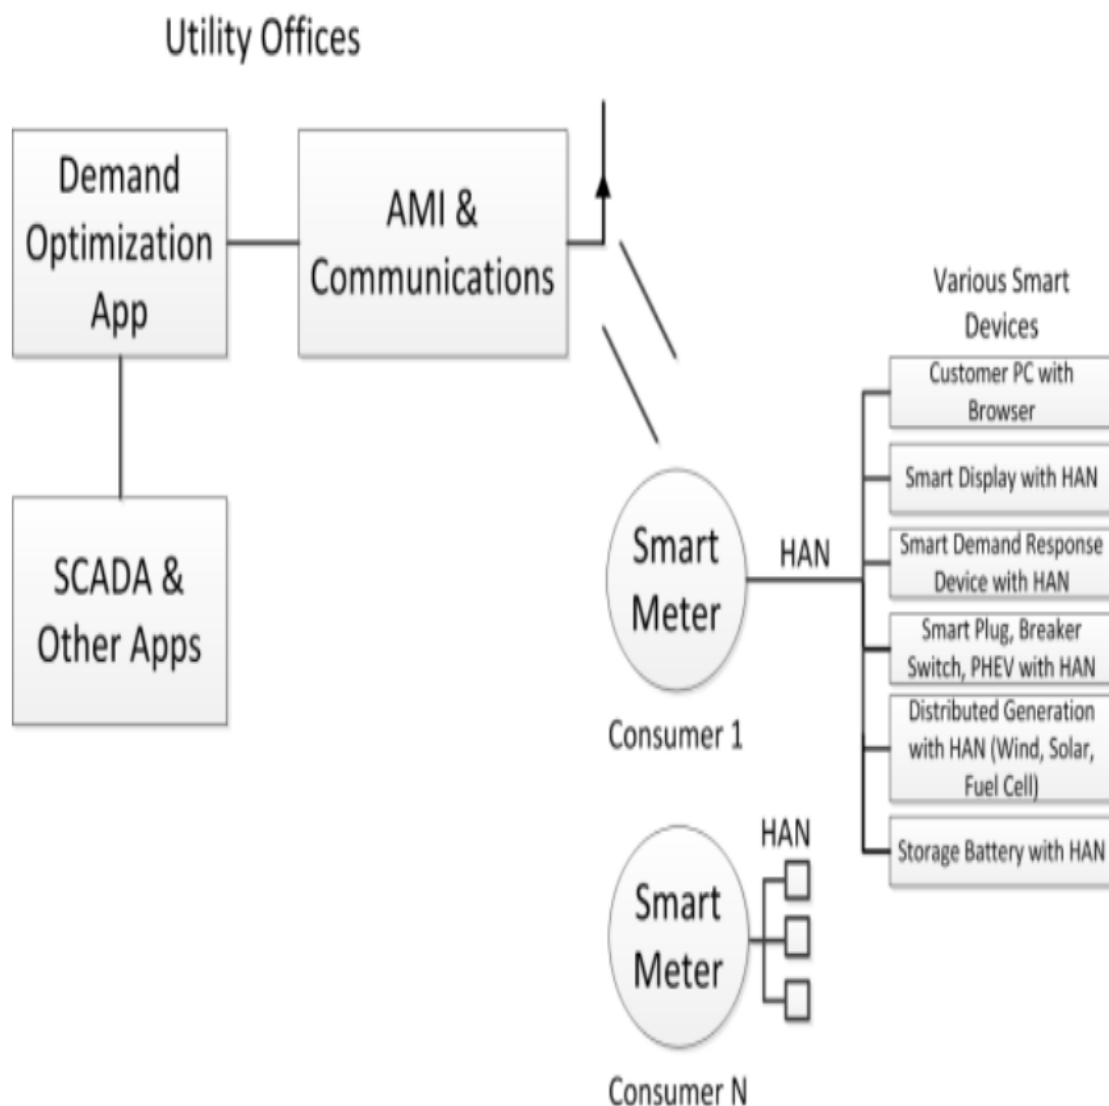 Utility Offices
Demand
Optimization
App
AMI &
Communications
SCADA &
Other Apps
Various Smart
Devices
Customer PC with
Browser
Smart Display with HAN
Smart Demand Response
Device with HAN
Smart Plug, Breaker
Switch, PHEV with HAN
Distributed Generation
with HAN (Wind, Solar,
Fuel Cell)
Storage Battery with HAN
Smart
Meter
HAN
Consumer 1
Smart
Meter
HAN
Consumer N